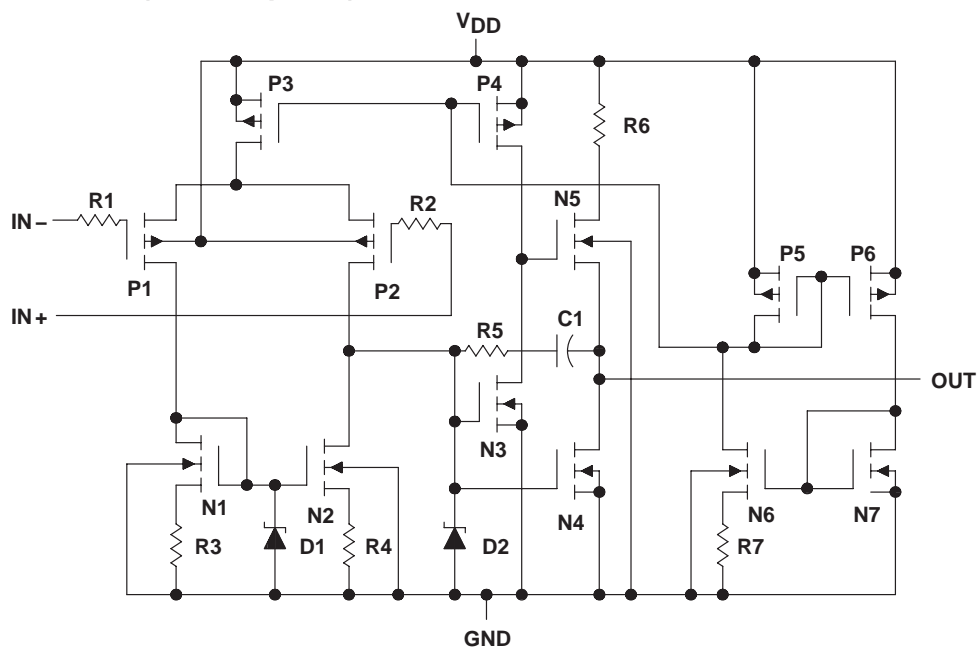 VDD
P3
P4
R6
R1
IN−
R2
N5
P5
P6
P1
P2
IN+
R5
C1
OUT
N3
N1
N2
N4
N6
N7
R3
D1
R4
D2
R7
GND